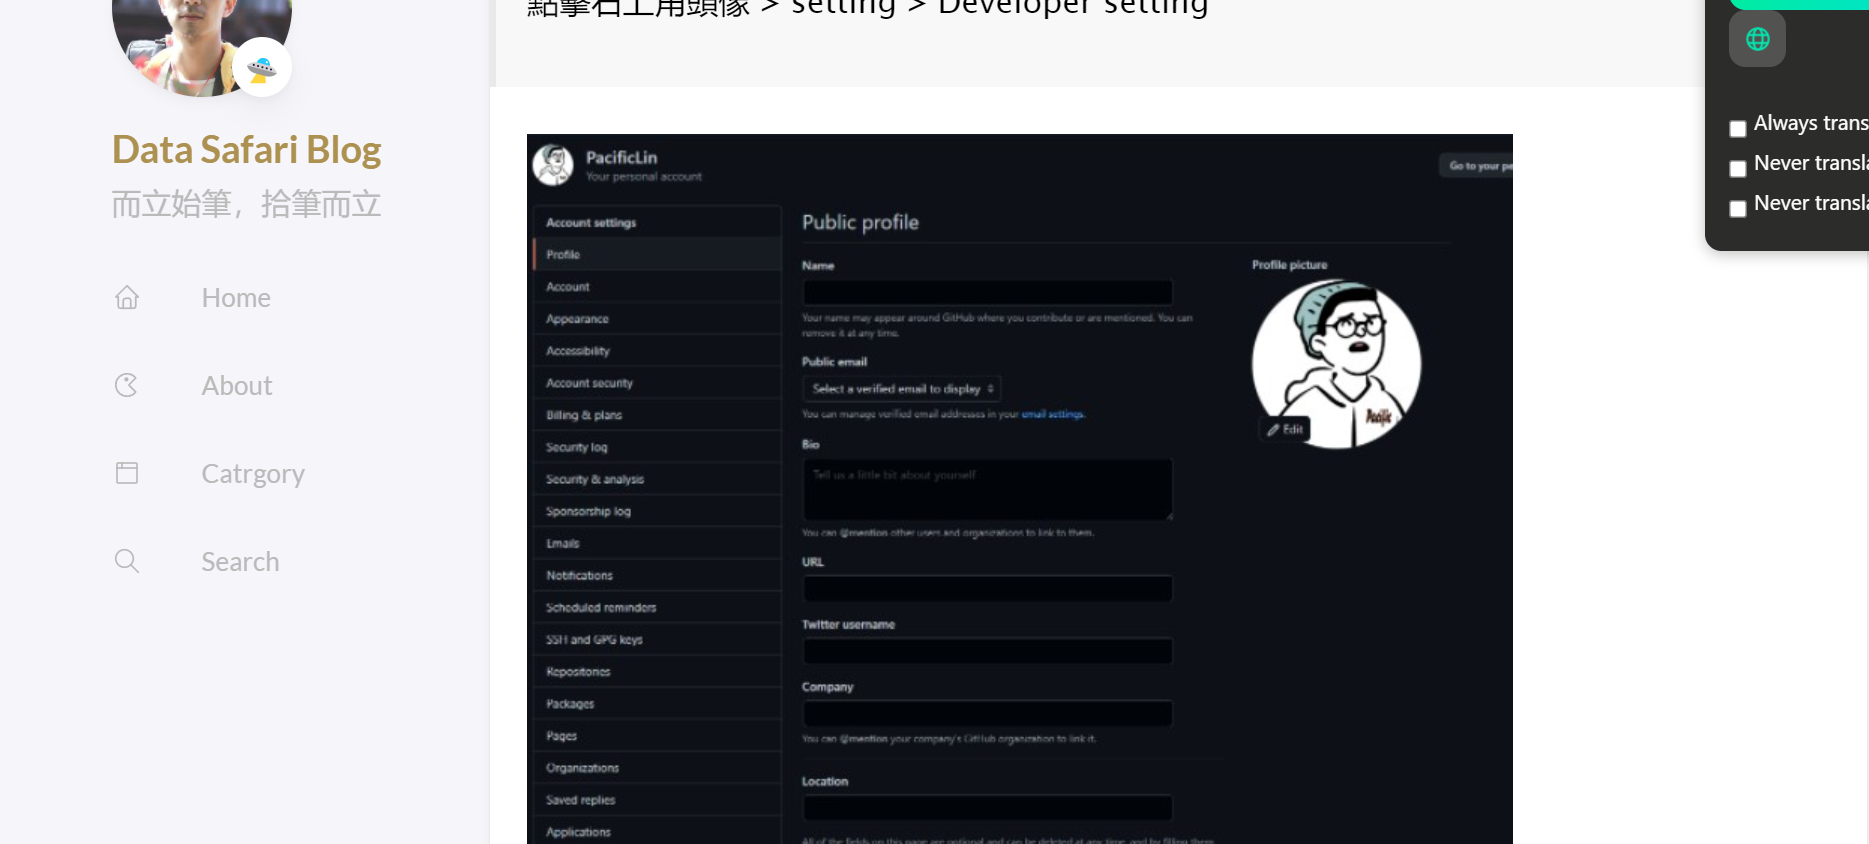 點擊右上用頭像 > setting > Developer setting
Data Safari Blog
而立始筆，拾筆而立
Home
About
Catrgory
Search
PacificLin
Your personal account
Go to your pe
Account settings
Profile
Account
Appearance
Accessibility
Account security
Billing & plans
Security log
Security & analysis
Sponsorship log
Emails
Notifications
Scheduled reminders
SSH and GPG keys
Repositories
Packages
Pages
Organizations
Saved replies
Applications
Public profile
Name
Your name may appear around GitHub where you contribute or are mentioned. You can
remove it at any time.
Public email
Select a verified email to display
You can manage verified email addresses in your email settings.
Bio
Tell us a little bit about yourself
You can @mention other users and organizations to link to them.
URL
Twitter username
Company
You can @mention your company's GitHub organization to link it.
Location
All of the fields on this page are optional and can be deleted at any time, and by filling them
Profile picture
Pacific
Edit
Always trans
Never transla
Never transla